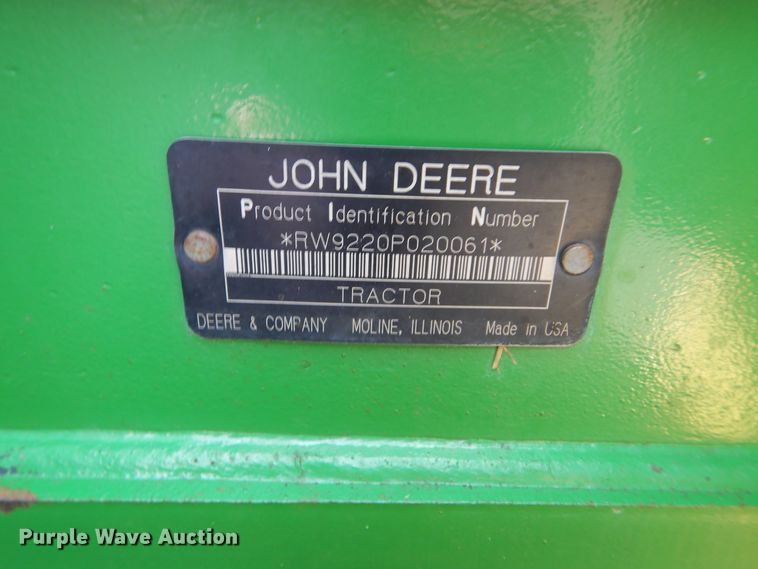 JOHN DEERE
Product Identification Number
*RW9220P020061*
TRACTOR
DEERE & COMPANY MOLINE, ILLINOIS Made in USA
Purple Wave Auction